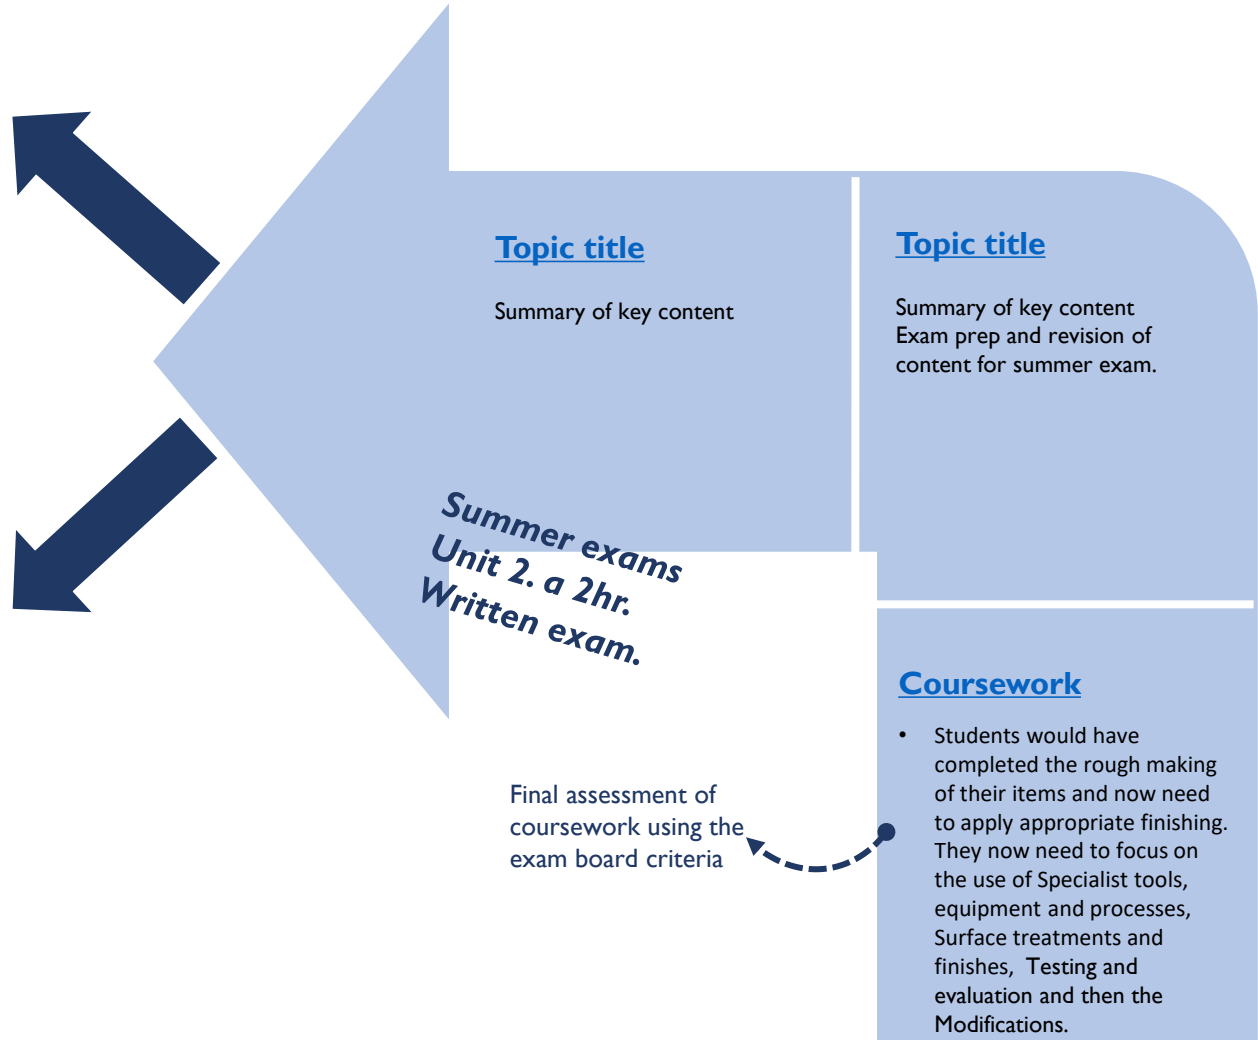 Topic title
Summary of key content
Topic title
Summary of key content
Exam prep and revision of
content for summer exam.
Summer exams
Unit 2. a 2hr.
Written exam.
Coursework
• Students would have
completed the rough making
of their items and now need
to apply appropriate finishing.
They now need to focus on
the use of Specialist tools,
equipment and processes,
Surface treatments and
finishes, Testing and
evaluation and then the
Modifications.
Final assessment of
coursework using the
exam board criteria